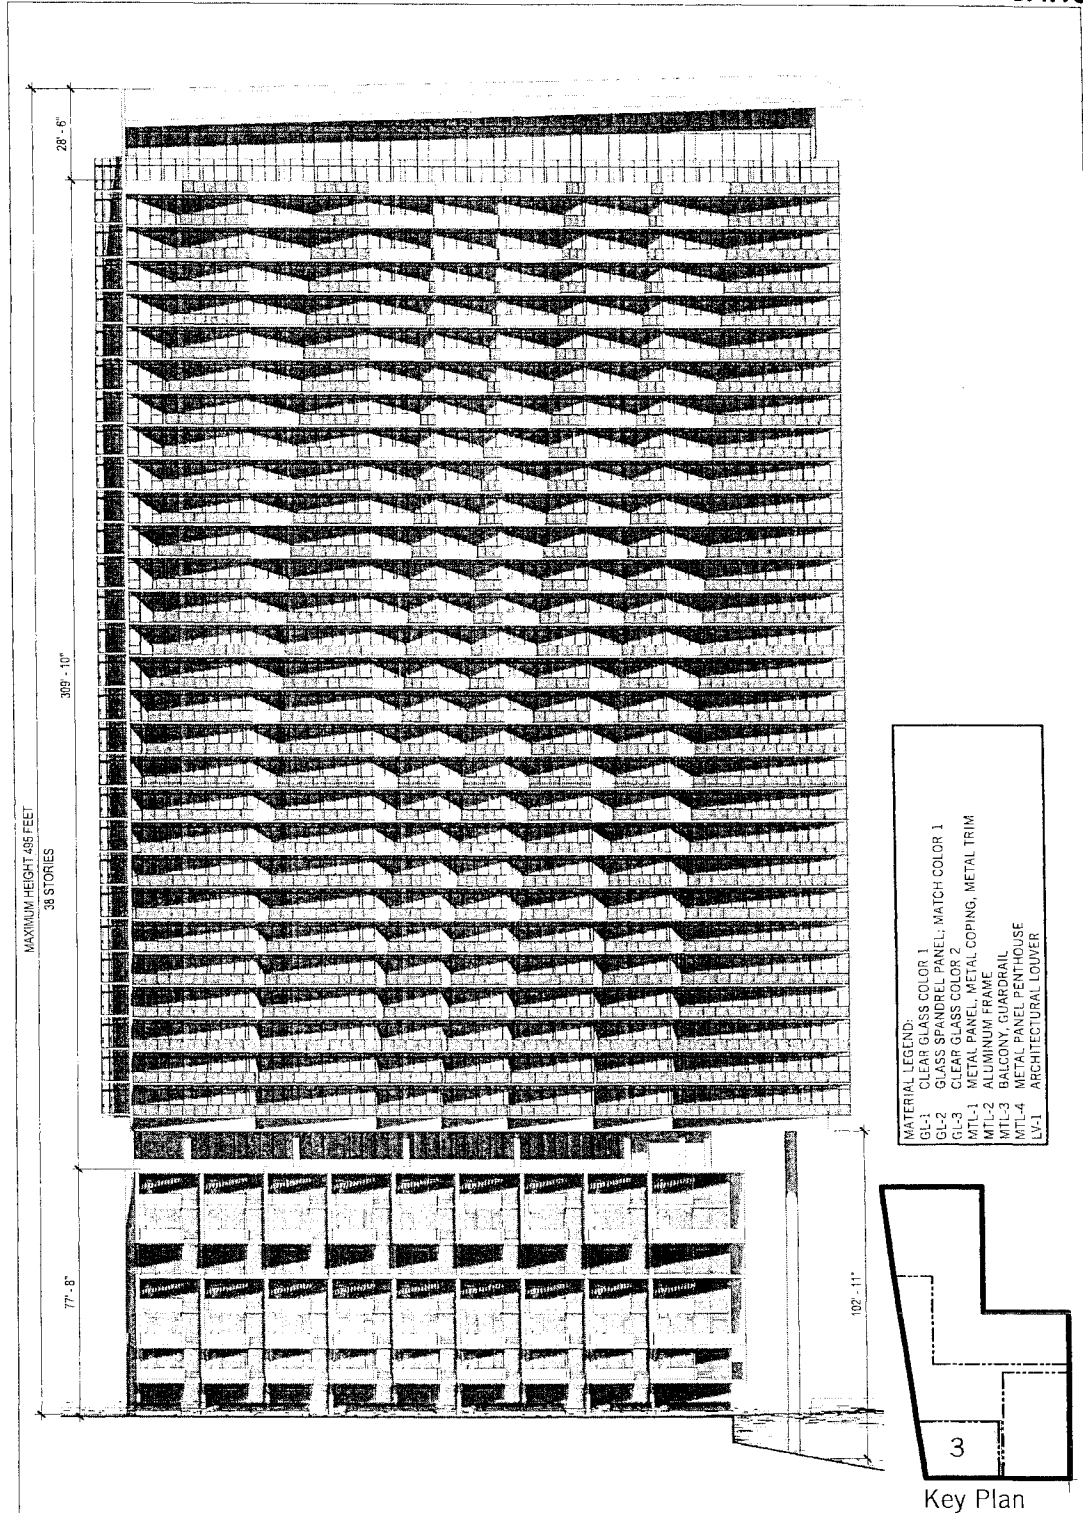 28' - 6"
MAXIMUM HEIGHT 495 FEET
38 STORIES
309' - 10"
77' - 8"
102' - 11"
MATERIAL LEGEND:
GL-1 CLEAR GLASS COLOR 1
GL-2 GLASS SPANDREL PANEL; MATCH COLOR 1
GL-3 CLEAR GLASS COLOR 2
MTL-1 METAL PANEL, METAL COPING, METAL TRIM
MTL-2 ALUMINUM FRAME
MTL-3 BALCONY, GUARDRAIL
MTL-4 METAL PANEL PENTHOUSE
LV-1 ARCHITECTURAL LOUVER
3
Key Plan